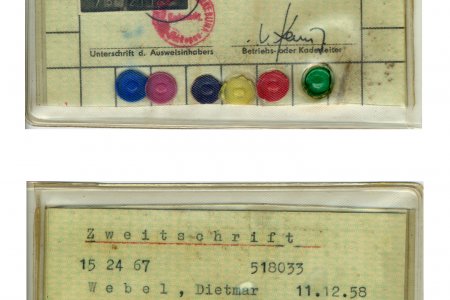 Unterschrift d. Ausweisinhabers
Betriebs- oder Kaderleiter
Zweitschrift
15 24 67 518033
Webel, Dietmar 11.12.58